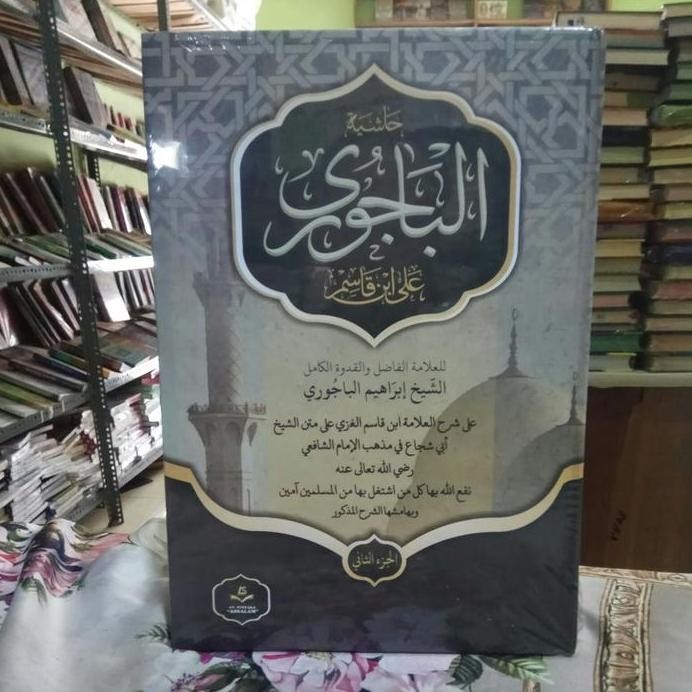 حاشية
الباجوري
على ابن قاسم
للعلامة الفاضل والقدوة الكامل
الشيخ إبراهيم الباجوري
على شرح العلامة ابن قاسم الغزي على متن الشيخ
أبي شجاع في مذهب الإمام الشافعي
رضي الله تعالى عنه
نفع الله بها كل من اشتغل بها من المسلمين آمين
وبهامشها الشرح المذكور
الجزء الثاني
"ASSALAM"